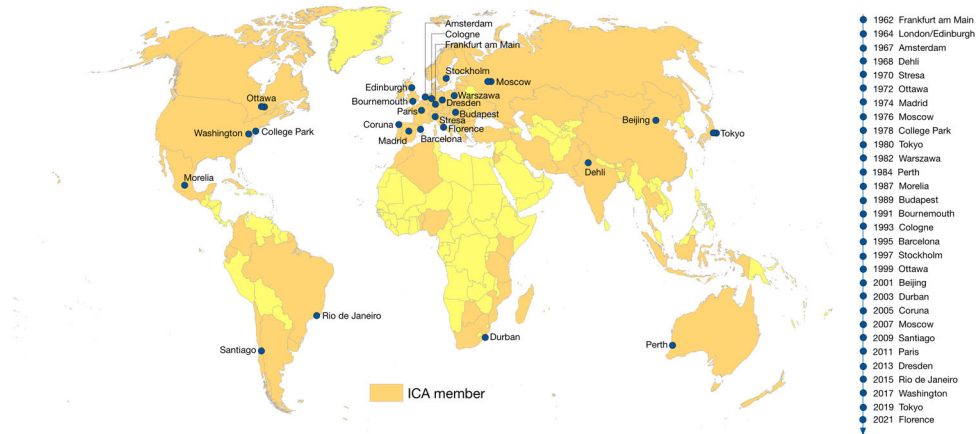 Amsterdam
Cologne
Frankfurt am Main
Stockholm
Moscow
Edinburgh
Warszawa
Bournemouth
Dresden
Ottawa
Paris
Budapest
Stresa
Beijing
Washington
College Park
Coruna
Florence
Tokyo
Madrid
Barcelona
Dehli
Morelia
Rio de Janeiro
Durban
Perth
Santiago
ICA member
1962 Frankfurt am Main
1964 London/Edinburgh
1967 Amsterdam
1968 Dehli
1970 Stresa
1972 Ottawa
1974 Madrid
1976 Moscow
1978 College Park
1980 Tokyo
1982 Warszawa
1984 Perth
1987 Morelia
1989 Budapest
1991 Bournemouth
1993 Cologne
1995 Barcelona
1997 Stockholm
1999 Ottawa
2001 Beijing
2003 Durban
2005 Coruna
2007 Moscow
2009 Santiago
2011 Paris
2013 Dresden
2015 Rio de Janeiro
2017 Washington
2019 Tokyo
2021 Florence